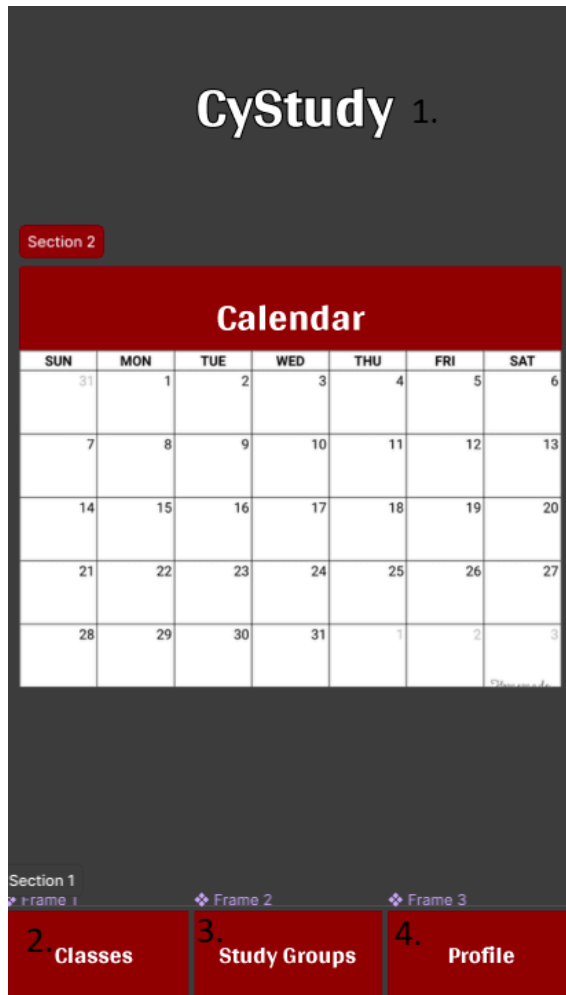 CyStudy 1.
Section 2
Calendar
SUN MON TUE WED THU FRI SAT
31 1 2 3 4 5 6
7 8 9 10 11 12 13
14 15 16 17 18 19 20
21 22 23 24 25 26 27
28 29 30 31 1 2 3
Section 1
Frame 1 Frame 2 Frame 3
2. Classes 3. Study Groups 4. Profile